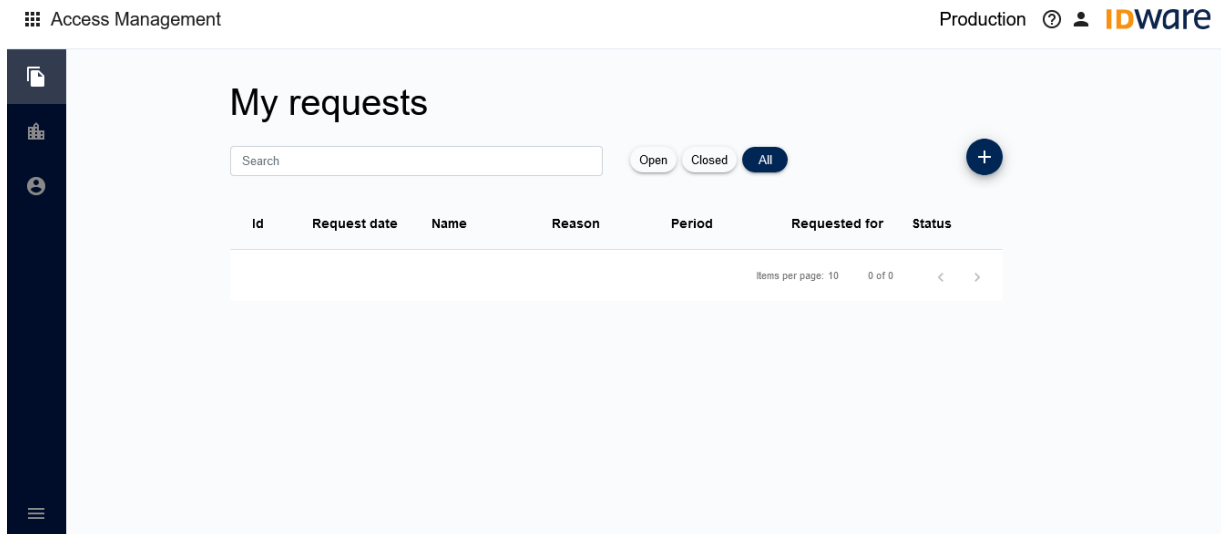 Access Management
Production
IDware
My requests
Search
Open
Closed
All
Id Request date Name Reason Period Requested for Status
Items per page: 10 0 of 0